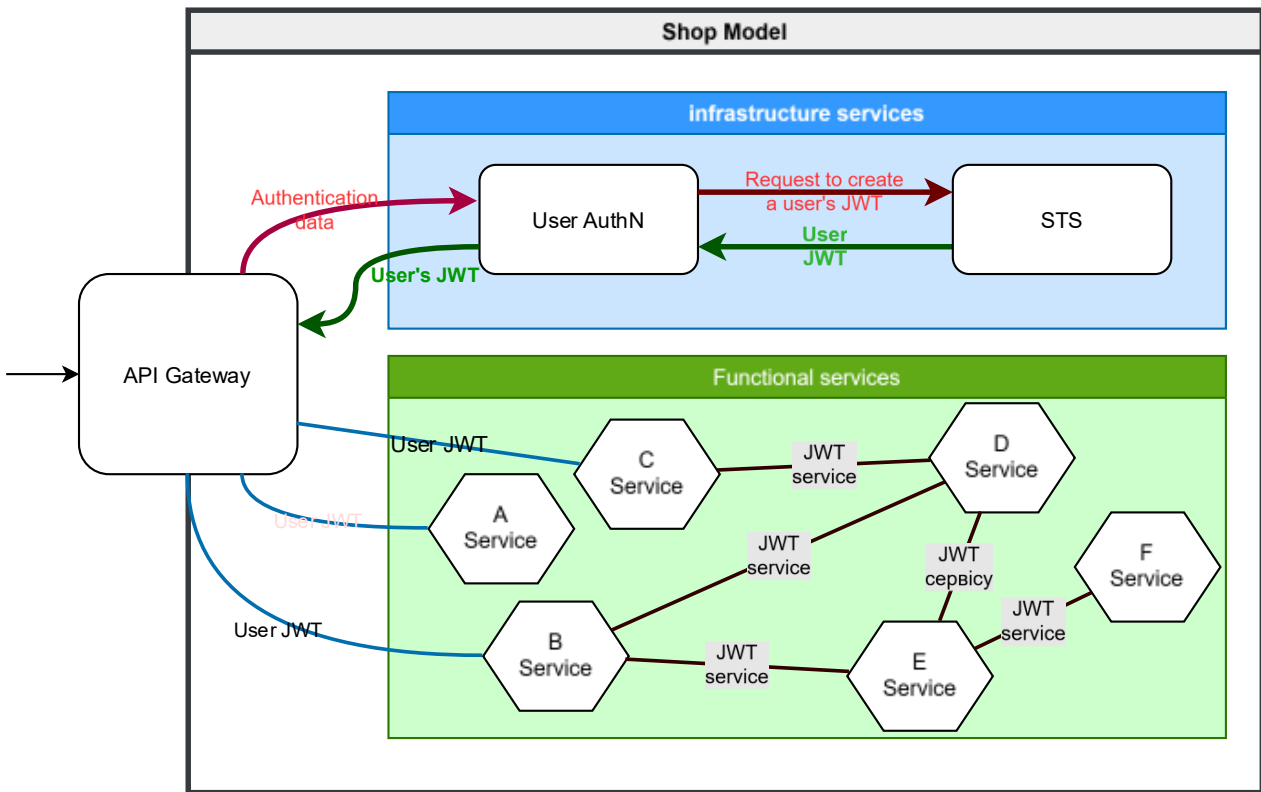 Shop Model
infrastructure services
Authentication
data
User AuthN
Request to create
a user's JWT
STS
User
JWT
User's JWT
API Gateway
Functional services
User JWT
C
Service
JWT
service
D
Service
A
Service
User JWT
JWT
service
JWT
сервісу
F
Service
JWT
service
User JWT
B
Service
JWT
service
E
Service